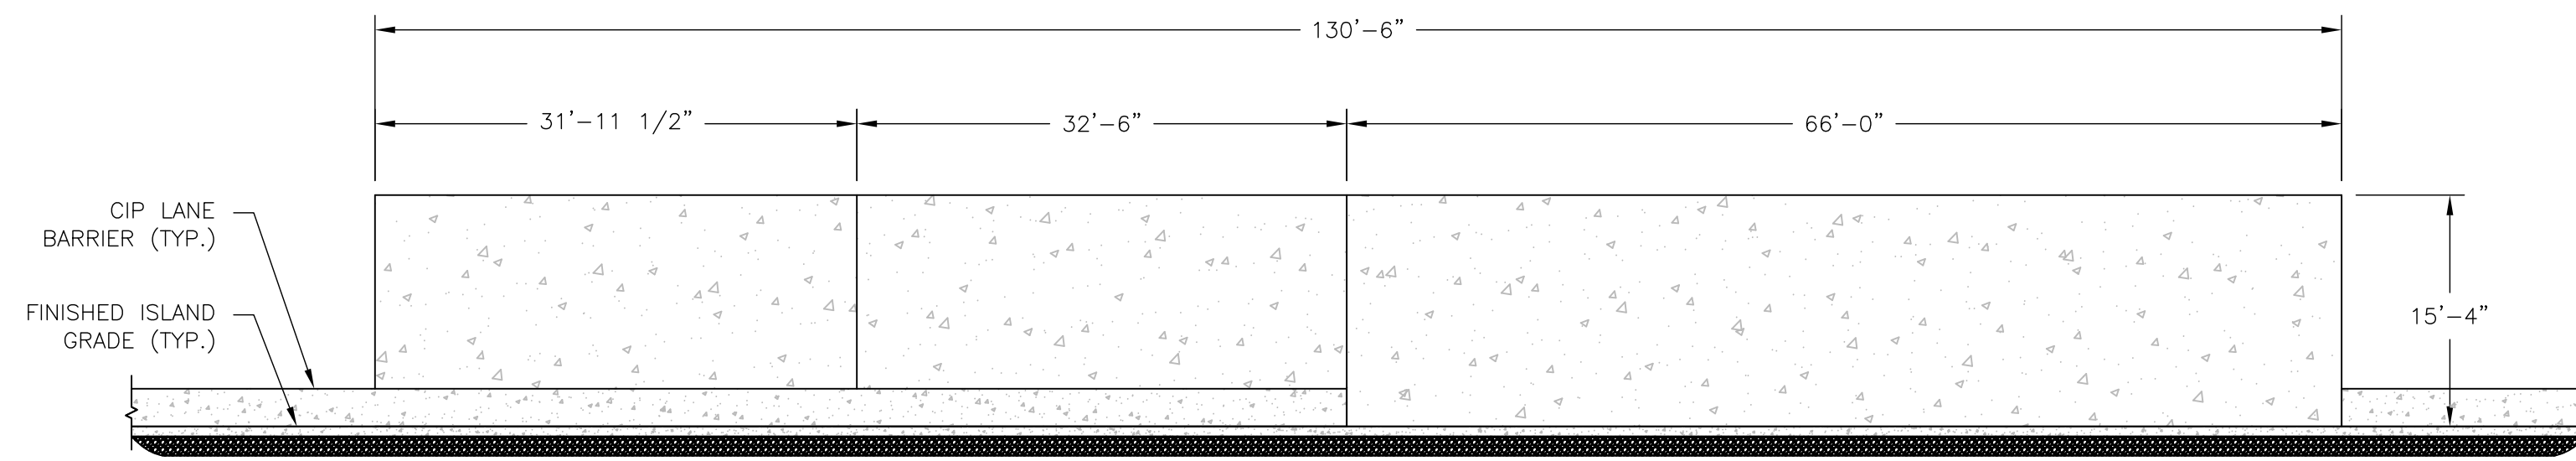 130'-6"
31'-11 1/2"
32'-6"
66'-0"
CIP LANE
BARRIER (TYP.)
FINISHED ISLAND
GRADE (TYP.)
15'-4"